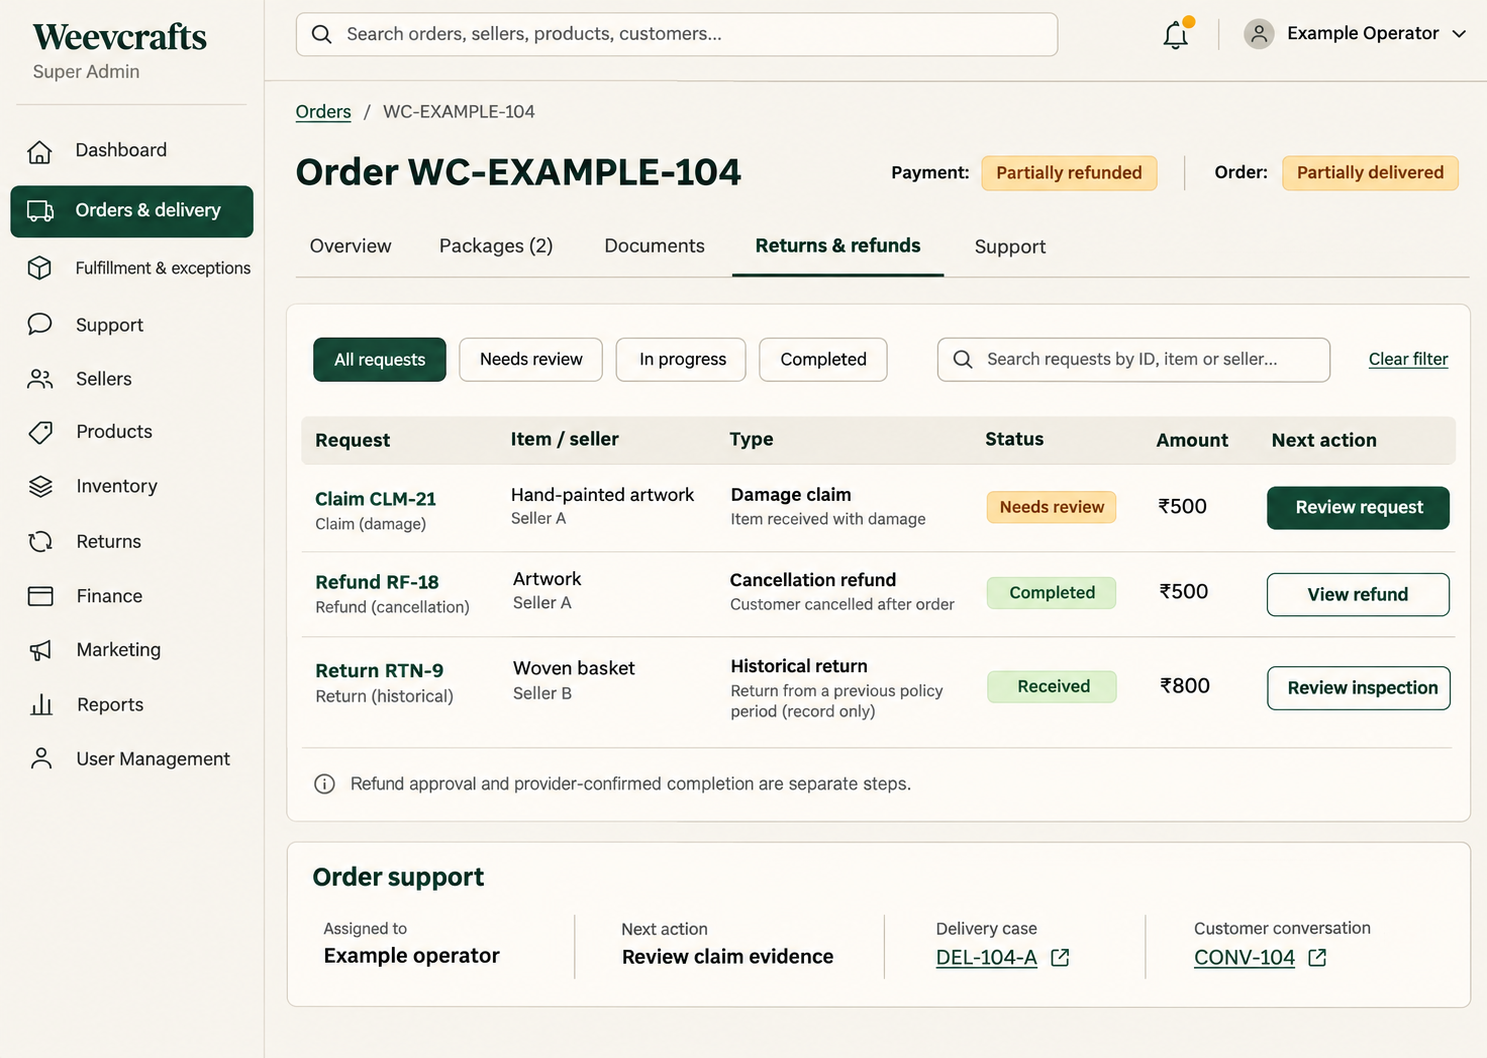 Weevcrafts
Super Admin
Search orders, sellers, products, customers...
Example Operator
Dashboard
Orders & delivery
Fulfillment & exceptions
Support
Sellers
Products
Inventory
Returns
Finance
Marketing
Reports
User Management
Orders / WC-EXAMPLE-104
Order WC-EXAMPLE-104
Payment: Partially refunded
Order: Partially delivered
Overview Packages (2) Documents Returns & refunds Support
All requests Needs review In progress Completed
Search requests by ID, item or seller...
Clear filter
Request Item / seller Type Status Amount Next action
Claim CLM-21 Hand-painted artwork Damage claim Needs review ₹500 Review request
Claim (damage) Seller A Item received with damage
Refund RF-18 Artwork Cancellation refund Completed ₹500 View refund
Refund (cancellation) Seller A Customer cancelled after order
Return RTN-9 Woven basket Historical return Received ₹800 Review inspection
Return (historical) Seller B Return from a previous policy
period (record only)
Refund approval and provider-confirmed completion are separate steps.
Order support
Assigned to Next action Delivery case Customer conversation
Example operator Review claim evidence DEL-104-A CONV-104